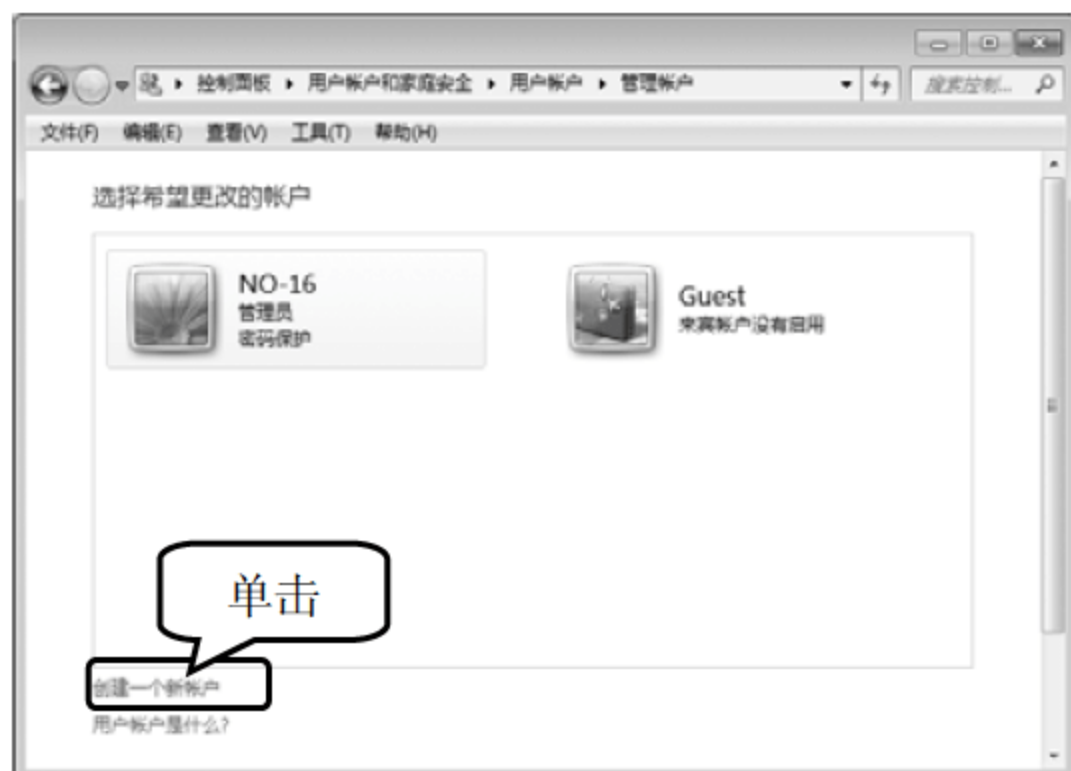 控制面板 用户帐户和家庭安全 用户帐户 管理帐户 搜索控制...
文件(F) 编辑(E) 查看(V) 工具(T) 帮助(H)
选择希望更改的帐户
NO-16
管理员
密码保护
Guest
来宾帐户没有启用
单击
创建一个新帐户
用户帐户是什么?